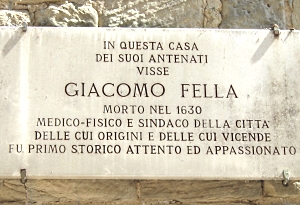 IN QUESTA CASA
DEI SUOI ANTENATI
VISSE
GIACOMO FELLA
MORTO NEL 1630
MEDICO-FISICO E SINDACO DELLA CITTA'
DELLE CUI ORIGINI E DELLE CUI VICENDE
FU PRIMO STORICO ATTENTO ED APPASSIONATO